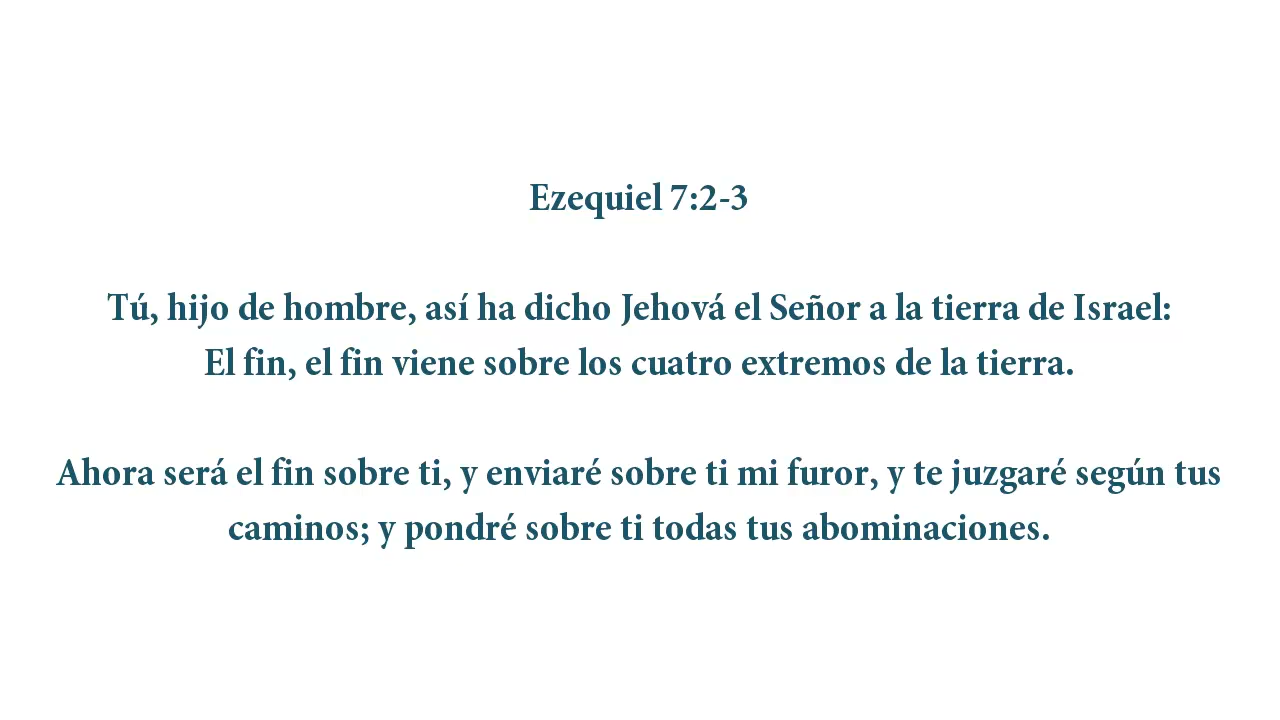 Ezequiel 7:2-3
Tú, hijo de hombre, así ha dicho Jehová el Señor a la tierra de Israel:
El fin, el fin viene sobre los cuatro extremos de la tierra.
Ahora será el fin sobre ti, y enviaré sobre ti mi furor, y te juzgaré según tus
caminos; y pondré sobre ti todas tus abominaciones.